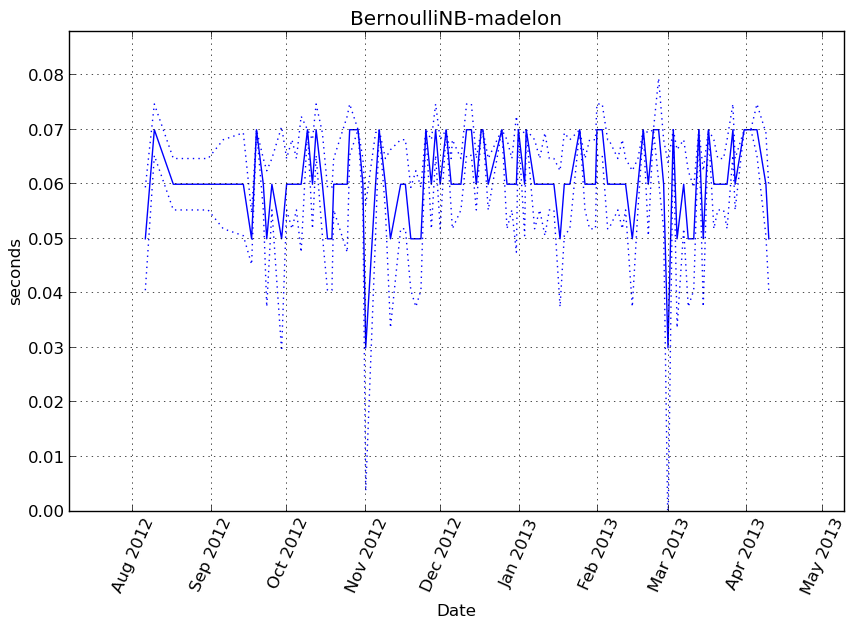 BernoulliNB-madelon
0.08
0.07
0.06
0.05
0.04
0.03
0.02
0.01
0.00
seconds
Aug 2012
Sep 2012
Oct 2012
Nov 2012
Dec 2012
Jan 2013
Feb 2013
Mar 2013
Apr 2013
May 2013
Date